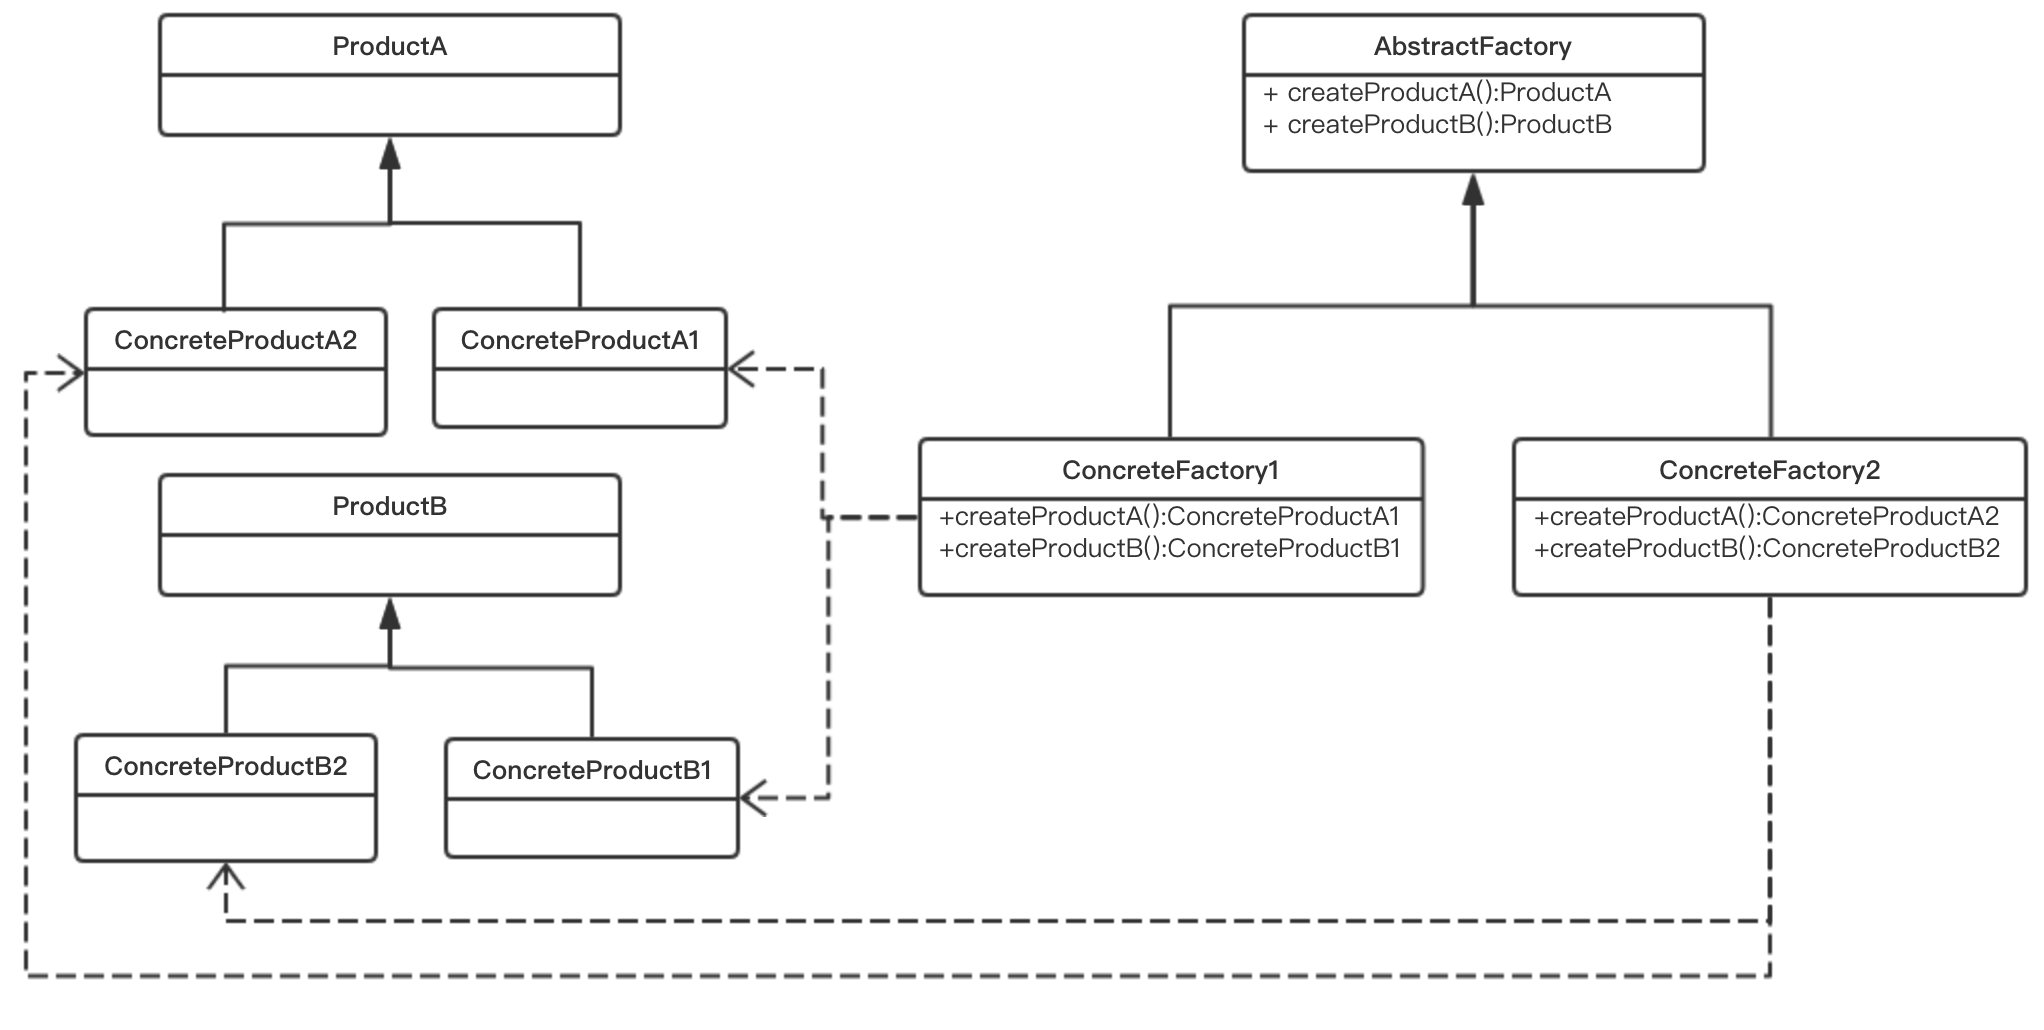 ProductA
AbstractFactory
+ createProductA():ProductA
+ createProductB():ProductB
ConcreteProductA2
ConcreteProductA1
ProductB
ConcreteFactory1
+createProductA():ConcreteProductA1
+createProductB():ConcreteProductB1
ConcreteFactory2
+createProductA():ConcreteProductA2
+createProductB():ConcreteProductB2
ConcreteProductB2
ConcreteProductB1